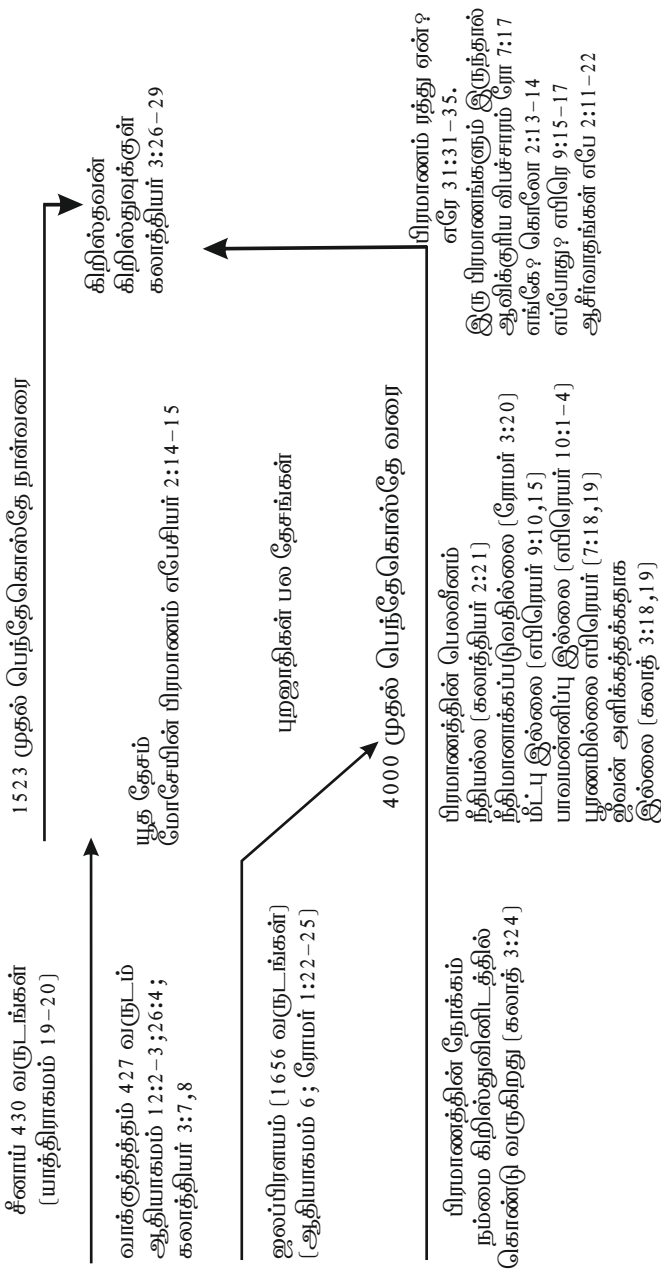 சீனாய் 430 வருடங்கள்
(யாத்திராகமம் 19-20)
1523 முதல் பெந்தேகொஸ்தே நாள்வரை
கிறிஸ்தவன்
கிறிஸ்துவுக்குள்
கலாத்தியர் 3:26-29
வாக்குத்தத்தம் 427 வருடம்
ஆதியாகமம் 12:2-3;26:4;
கலாத்தியர் 3:7,8
யூத தேசம்
மோசேயின் பிரமாணம் எபேசியர் 2:14-15
புறஜாதிகள் பல தேசங்கள்
ஜலப்பிரளயம் (1656 வருடங்கள்)
(ஆதியாகமம் 6; ரோமர் 1:22-25)
4000 முதல் பெந்தேகொஸ்தே வரை
பிரமாணத்தின் நோக்கம்
நம்மை கிறிஸ்துவினிடத்தில்
கொண்டு வருகிறது (கலாத் 3:24)
பிரமாணத்தின் பெலவீனம்
நீதியல்ல (கலாத்தியர் 2:21)
நீதிமானாக்கப்படுவதில்லை (ரோமர் 3:20)
மீட்பு இல்லை (எபிரெயர் 9:10,15)
பாவமன்னிப்பு இல்லை (எபிரெயர் 10:1-4)
பூரணமில்லை எபிரெயர் (7:18,19)
ஜீவன் அளிக்கத்தக்கதாக
இல்லை (கலாத் 3:18,19)
பிரமாணம் ரத்து ஏன்?
எரே 31:31-35.
இரு பிரமாணங்களும் இருந்தால்
ஆவிக்குரிய விபச்சாரம் ரோ 7:17
எங்கே? கொலோ 2:13-14
எப்போது? எபிரெ 9:15-17
ஆசீர்வாதங்கள் எபே 2:11-22